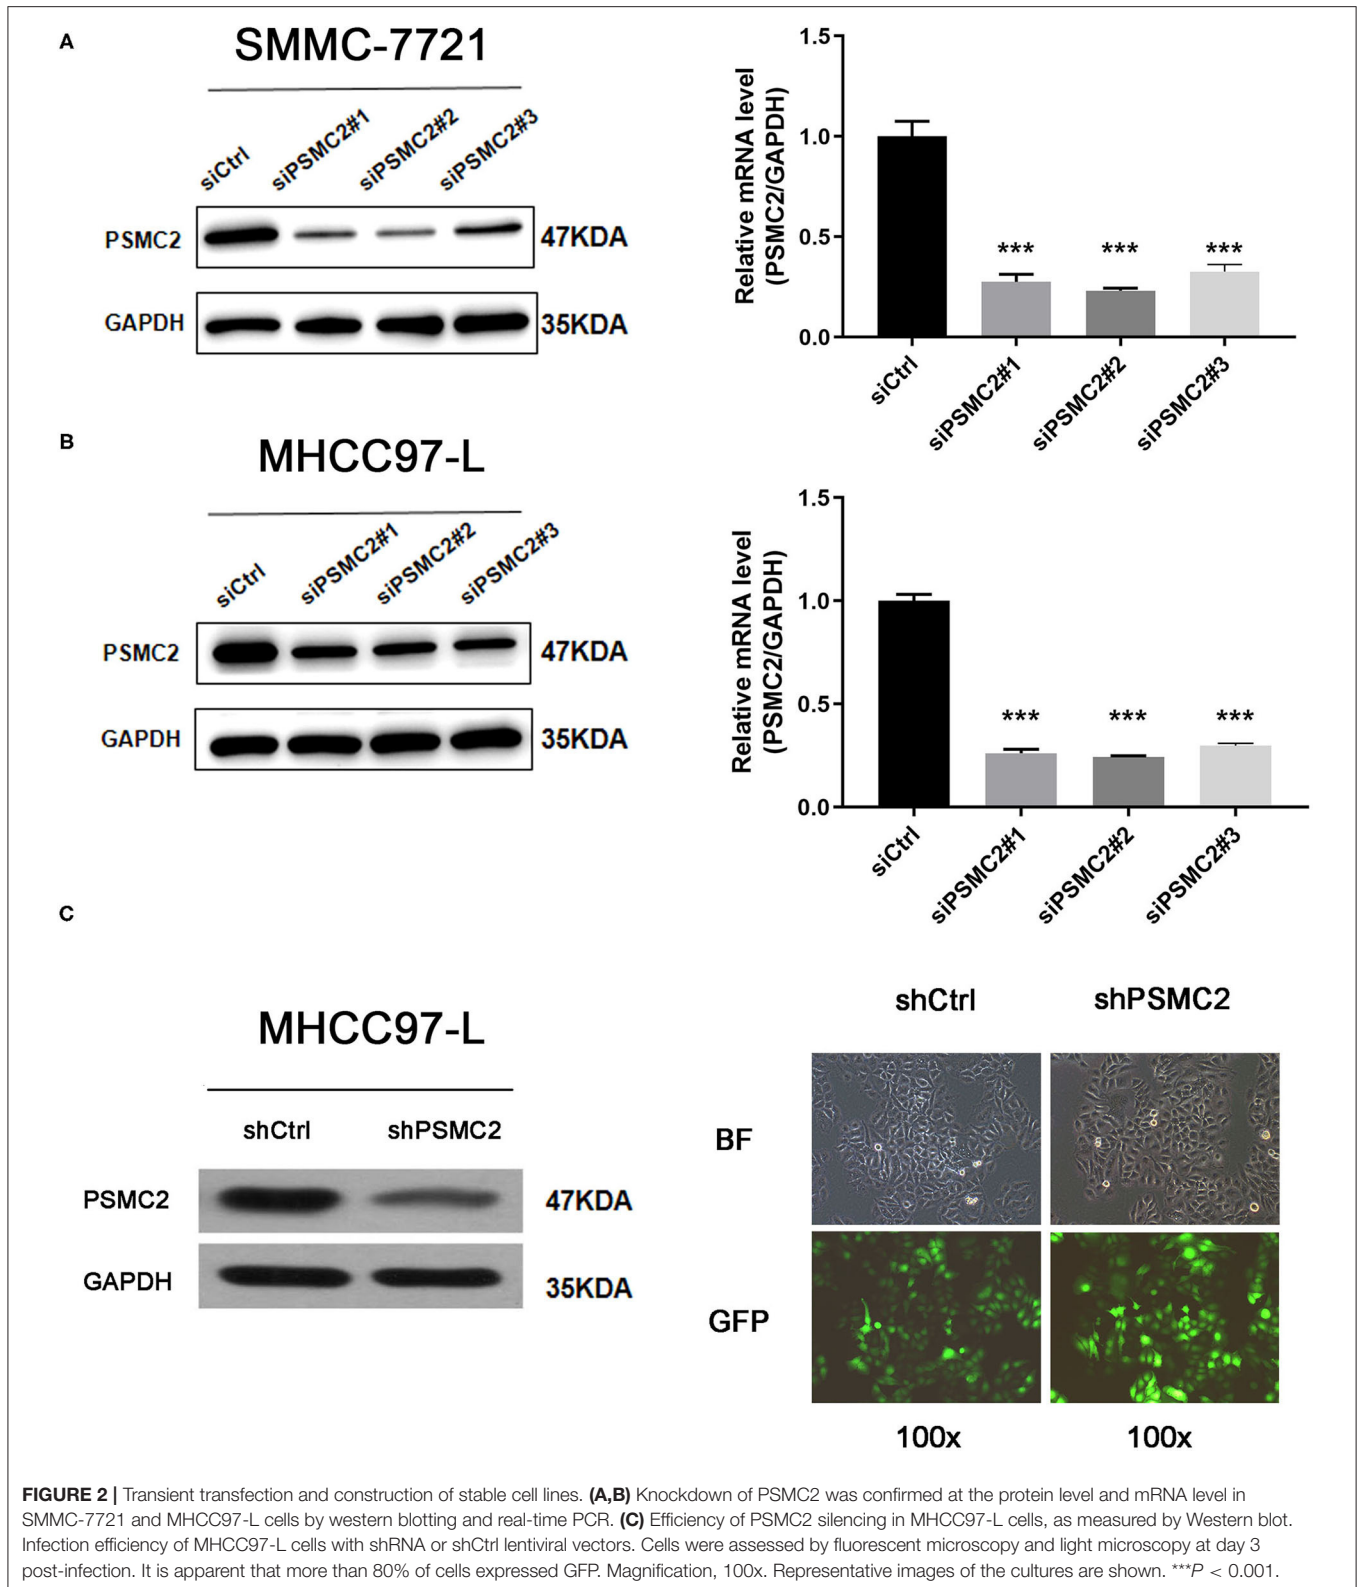 A
SMMC-7721
siCtrl
siPSMC2#1
siPSMC2#2
siPSMC2#3
PSMC2
47KDA
GAPDH
35KDA
Relative mRNA level
(PSMC2/GAPDH)
1.5
1.0
0.5
0.0
***
***
***
siCtrl
siPSMC2#1
siPSMC2#2
siPSMC2#3
B
MHCC97-L
siCtrl
siPSMC2#1
siPSMC2#2
siPSMC2#3
PSMC2
47KDA
GAPDH
35KDA
Relative mRNA level
(PSMC2/GAPDH)
1.5
1.0
0.5
0.0
***
***
***
siCtrl
siPSMC2#1
siPSMC2#2
siPSMC2#3
C
MHCC97-L
shCtrl
shPSMC2
PSMC2
47KDA
GAPDH
35KDA
shCtrl
shPSMC2
BF
GFP
100x
100x
FIGURE 2 | Transient transfection and construction of stable cell lines. (A,B) Knockdown of PSMC2 was confirmed at the protein level and mRNA level in
SMMC-7721 and MHCC97-L cells by western blotting and real-time PCR. (C) Efficiency of PSMC2 silencing in MHCC97-L cells, as measured by Western blot.
Infection efficiency of MHCC97-L cells with shRNA or shCtrl lentiviral vectors. Cells were assessed by fluorescent microscopy and light microscopy at day 3
post-infection. It is apparent that more than 80% of cells expressed GFP. Magnification, 100x. Representative images of the cultures are shown. ***P < 0.001.